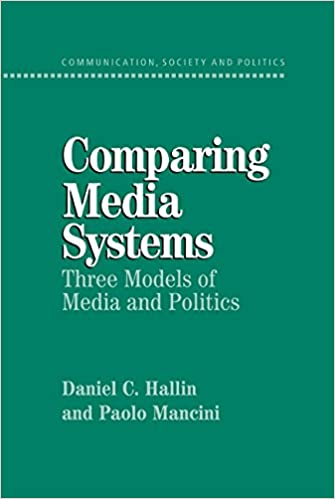 COMMUNICATION, SOCIETY AND POLITICS
Comparing
Media
Systems
Three Models of
Media and Politics
Daniel C. Hallin
and Paolo Mancini